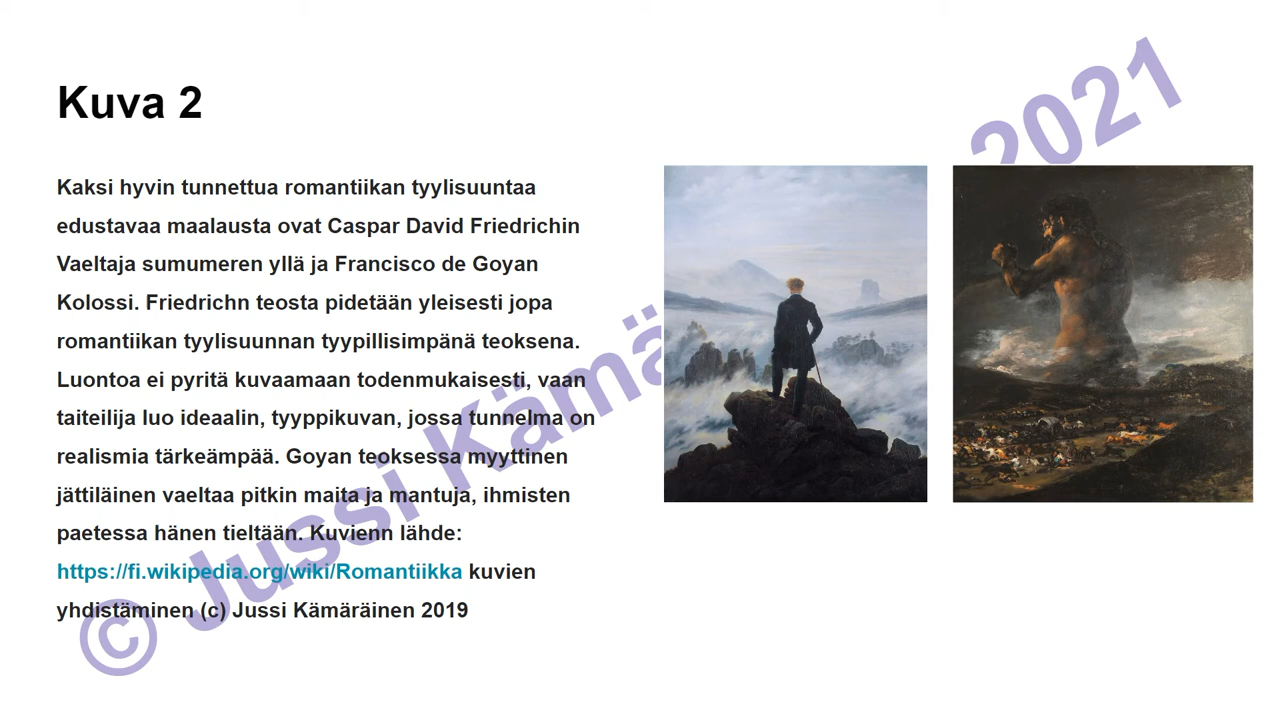 Kuva 2
Kaksi hyvin tunnettua romantiikan tyylisuuntaa
edustavaa maalausta ovat Caspar David Friedrichin
Vaeltaja sumumeren yllä ja Francisco de Goyan
Kolossi. Friedrichn teosta pidetään yleisesti jopa
romantiikan tyylisuunnan tyypillisimpänä teoksena.
Luontoa ei pyritä kuvaamaan todenmukaisesti, vaan
taiteilija luo ideaalin, tyyppikuvan, jossa tunnelma on
realismia tärkeämpää. Goyan teoksessa myyttinen
jättiläinen vaeltaa pitkin maita ja mantuja, ihmisten
paetessa hänen tieltään. Kuvienn lähde:
https://fi.wikipedia.org/wiki/Romantiikka kuvien
yhdistäminen (c) Jussi Kämäräinen 2019
© Jussi Kämä 2021